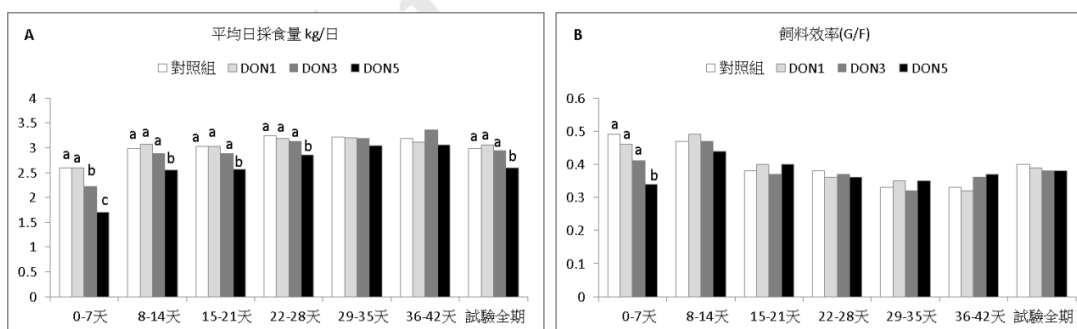 A
平均日採食量 kg/日
對照組 DON1 DON3 DON5
4
3.5
3
2.5
2
1.5
1
0.5
0
a a b c
a a a b
a a a b
a a a b
a a a b
0-7天 8-14天 15-21天 22-28天 29-35天 36-42天 試驗全期
B
飼料效率(G/F)
對照組 DON1 DON3 DON5
0.6
0.5
0.4
0.3
0.2
0.1
0
a a a b
0-7天 8-14天 15-21天 22-28天 29-35天 36-42天 試驗全期